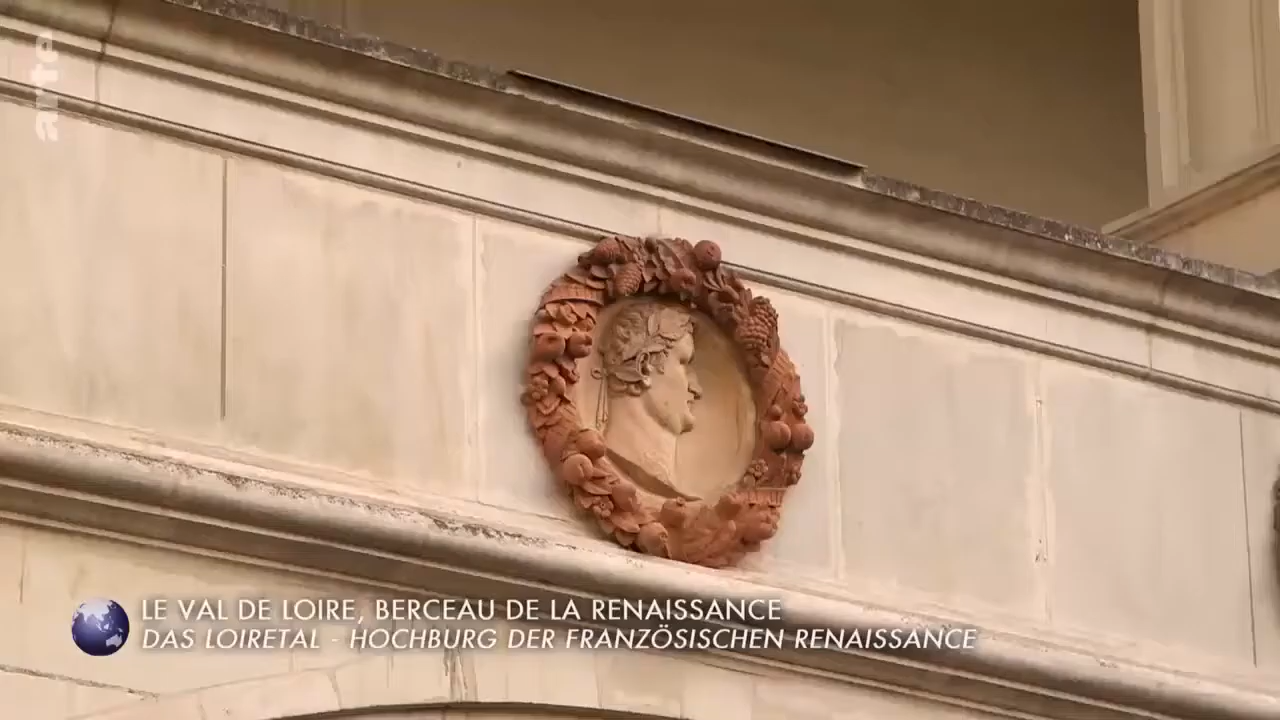 arte
LE VAL DE LOIRE, BERCEAU DE LA RENAISSANCE
DAS LOIRETAL - HOCHBURG DER FRANZÖSISCHEN RENAISSANCE